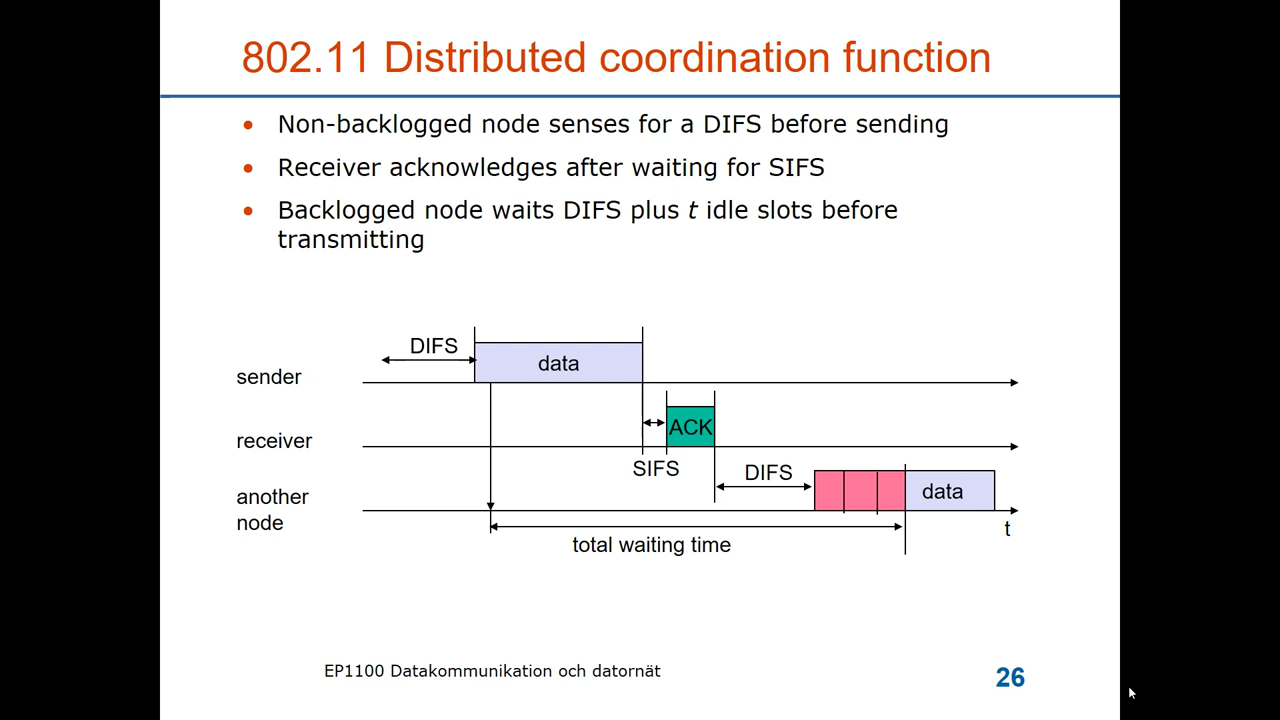 802.11 Distributed coordination function
• Non-backlogged node senses for a DIFS before sending
• Receiver acknowledges after waiting for SIFS
• Backlogged node waits DIFS plus t idle slots before
transmitting
DIFS
data
sender
ACK
receiver
SIFS
DIFS
data
another
node
t
total waiting time
EP1100 Datakommunikation och datornät
26